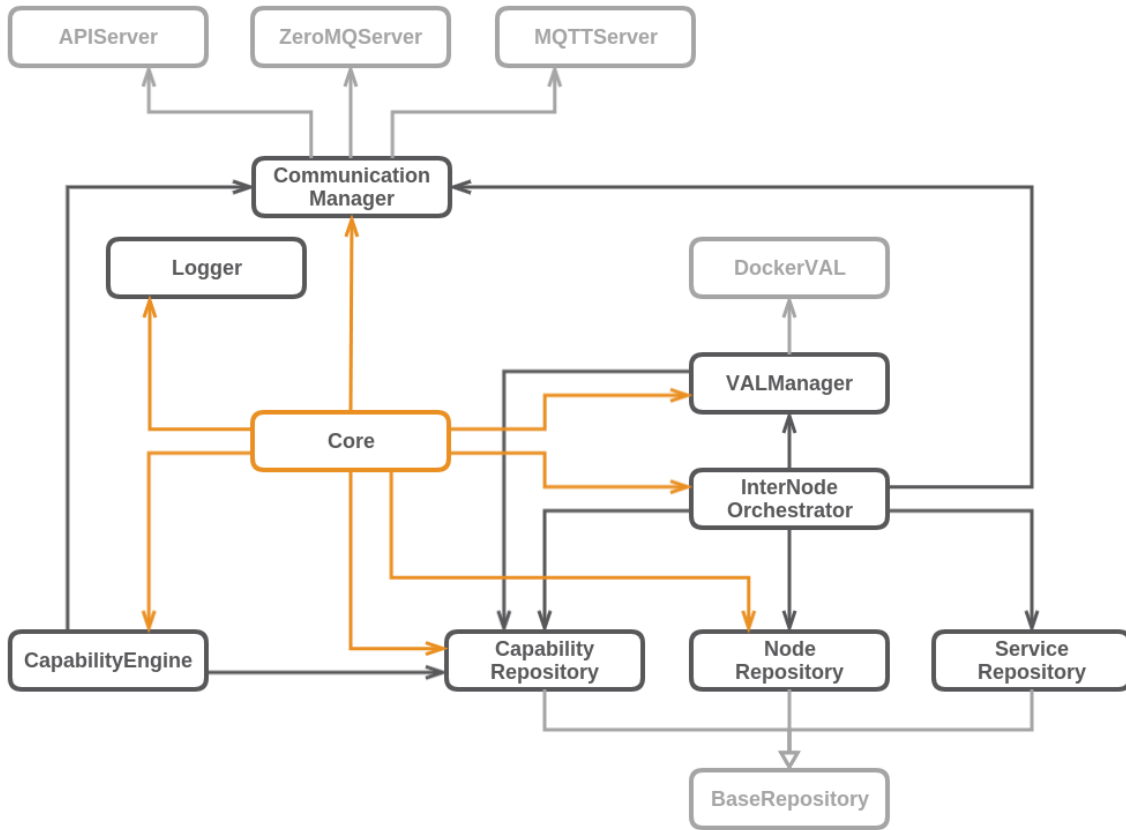 APIServer
ZeroMQServer
MQTTServer
Communication
Manager
Logger
DockerVAL
VALManager
Core
InterNode
Orchestrator
CapabilityEngine
Capability
Repository
Node
Repository
Service
Repository
BaseRepository